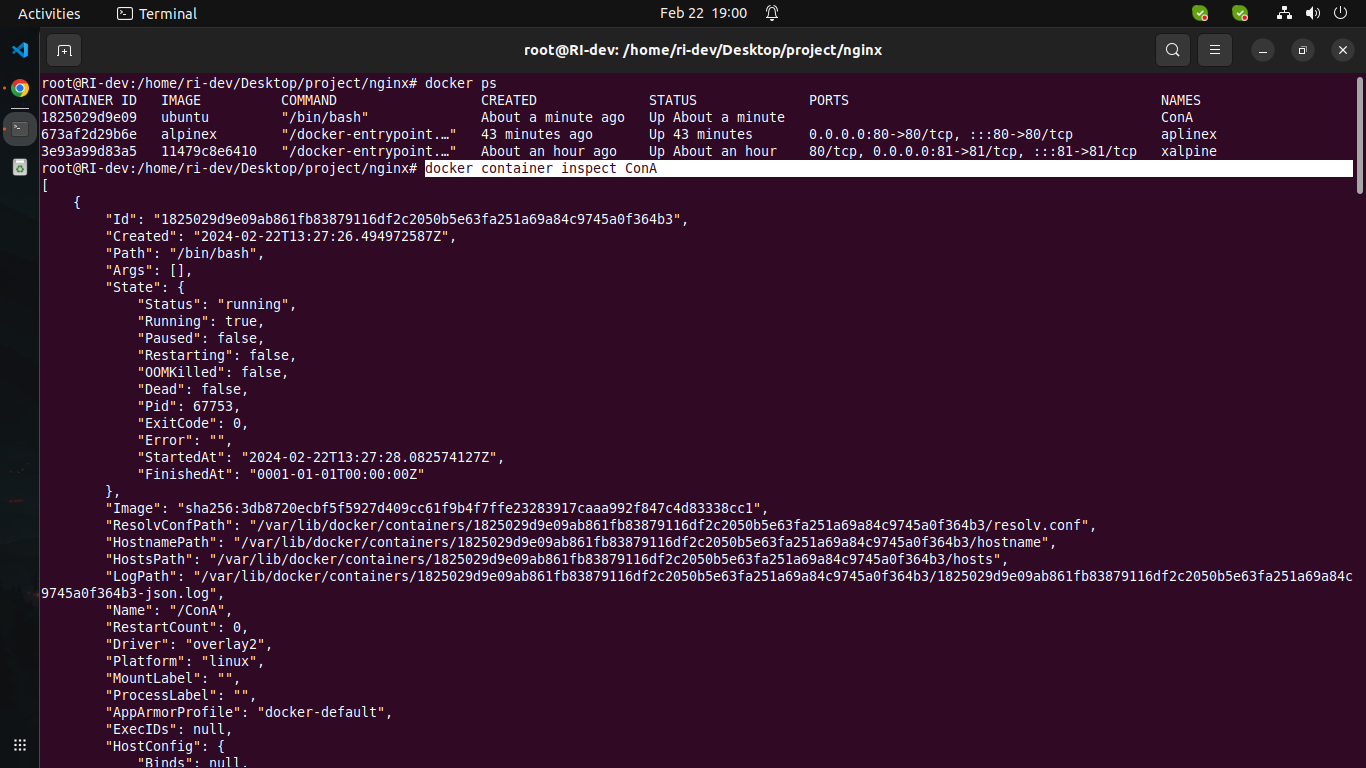 Activities Terminal Feb 22 19:00
root@RI-dev: /home/ri-dev/Desktop/project/nginx
root@RI-dev:/home/ri-dev/Desktop/project/nginx# docker ps
CONTAINER ID   IMAGE          COMMAND                  CREATED              STATUS              PORTS                                       NAMES
1825029d9e09   ubuntu         "/bin/bash"              About a minute ago   Up About a minute                                               ConA
673af2d29b6e   alpinex        "/docker-entrypoint.…"   43 minutes ago       Up 43 minutes       0.0.0.0:80->80/tcp, :::80->80/tcp           aplinex
3e93a99d83a5   11479c8e6410   "/docker-entrypoint.…"   About an hour ago    Up About an hour    80/tcp, 0.0.0.0:81->81/tcp, :::81->81/tcp   xalpine
root@RI-dev:/home/ri-dev/Desktop/project/nginx# docker container inspect ConA
[
    {
        "Id": "1825029d9e09ab861fb83879116df2c2050b5e63fa251a69a84c9745a0f364b3",
        "Created": "2024-02-22T13:27:26.494972587Z",
        "Path": "/bin/bash",
        "Args": [],
        "State": {
            "Status": "running",
            "Running": true,
            "Paused": false,
            "Restarting": false,
            "OOMKilled": false,
            "Dead": false,
            "Pid": 67753,
            "ExitCode": 0,
            "Error": "",
            "StartedAt": "2024-02-22T13:27:28.082574127Z",
            "FinishedAt": "0001-01-01T00:00:00Z"
        },
        "Image": "sha256:3db8720ecbf5f5927d409cc61f9b4f7ffe23283917caaa992f847c4d83338cc1",
        "ResolvConfPath": "/var/lib/docker/containers/1825029d9e09ab861fb83879116df2c2050b5e63fa251a69a84c9745a0f364b3/resolv.conf",
        "HostnamePath": "/var/lib/docker/containers/1825029d9e09ab861fb83879116df2c2050b5e63fa251a69a84c9745a0f364b3/hostname",
        "HostsPath": "/var/lib/docker/containers/1825029d9e09ab861fb83879116df2c2050b5e63fa251a69a84c9745a0f364b3/hosts",
        "LogPath": "/var/lib/docker/containers/1825029d9e09ab861fb83879116df2c2050b5e63fa251a69a84c9745a0f364b3/1825029d9e09ab861fb83879116df2c2050b5e63fa251a69a84c
9745a0f364b3-json.log",
        "Name": "/ConA",
        "RestartCount": 0,
        "Driver": "overlay2",
        "Platform": "linux",
        "MountLabel": "",
        "ProcessLabel": "",
        "AppArmorProfile": "docker-default",
        "ExecIDs": null,
        "HostConfig": {
            "Binds": null,